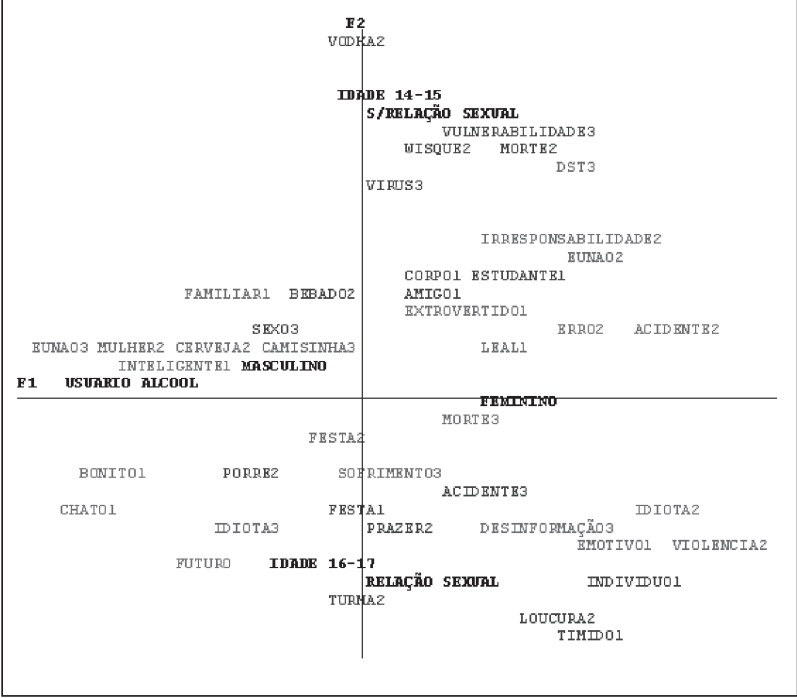 F2
VODKA2
IDADE 14-15
S/RELAÇÃO SEXUAL
VULNERABILIDADE3
WISQUE2 MORTE2
DST3
VIRUS3
IRRESPONSABILIDADE2
EUNAO2
CORPO1 ESTUDANTE1
FAMILIAR1 BEBADO2 AMIGO1
EXTROVERTIDO1
SEXO3 ERRO2 ACIDENTE2
EUNAO3 MULHER2 CERVEJA2 CAMISINHA3 LEAL1
INTELIGENTE1 MASCULINO
F1 USUARIO ALCOOL
FEMININO
MORTE3
FESTA2
BONITO1 PORRE2 SOFRIMENTO3
ACIDENTE3
CHATO1 FESTA1 IDIOTA2
IDIOTA3 PRAZER2 DESINFORMAÇÃO3
EMOTIVO1 VIOLENCIA2
FUTURO IDADE 16-17
RELAÇÃO SEXUAL INDIVIDUO1
TURMA2
LOUCURA2
TIMIDO1